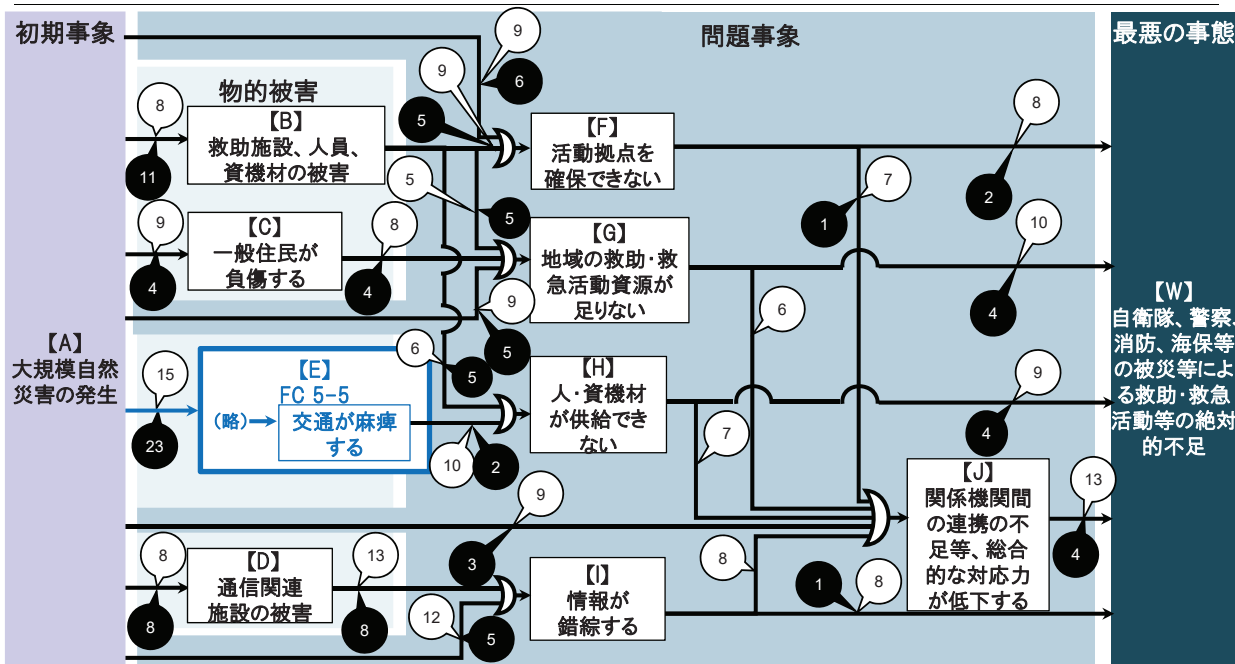 初期事象
問題事象
最悪の事態
物的被害
【A】
大規模自然
災害の発生
【B】
救助施設、人員、
資機材の被害
【C】
一般住民が
負傷する
【E】
FC 5-5
(略)
交通が麻痺
する
【D】
通信関連
施設の被害
【F】
活動拠点を
確保できない
【G】
地域の救助・救
急活動資源が
足りない
【H】
人・資機材
が供給でき
ない
【I】
情報が
錯綜する
【J】
関係機関間
の連携の不
足等、総合
的な対応力
が低下する
【W】
自衛隊、警察、
消防、海保等
の被災等によ
る救助・救急
活動等の絶対
的不足
9
6
9
5
8
11
5
5
9
4
8
4
9
5
6
5
15
23
10
2
9
3
8
8
13
8
12
5
8
2
7
1
10
4
6
9
4
7
13
4
8
1
8